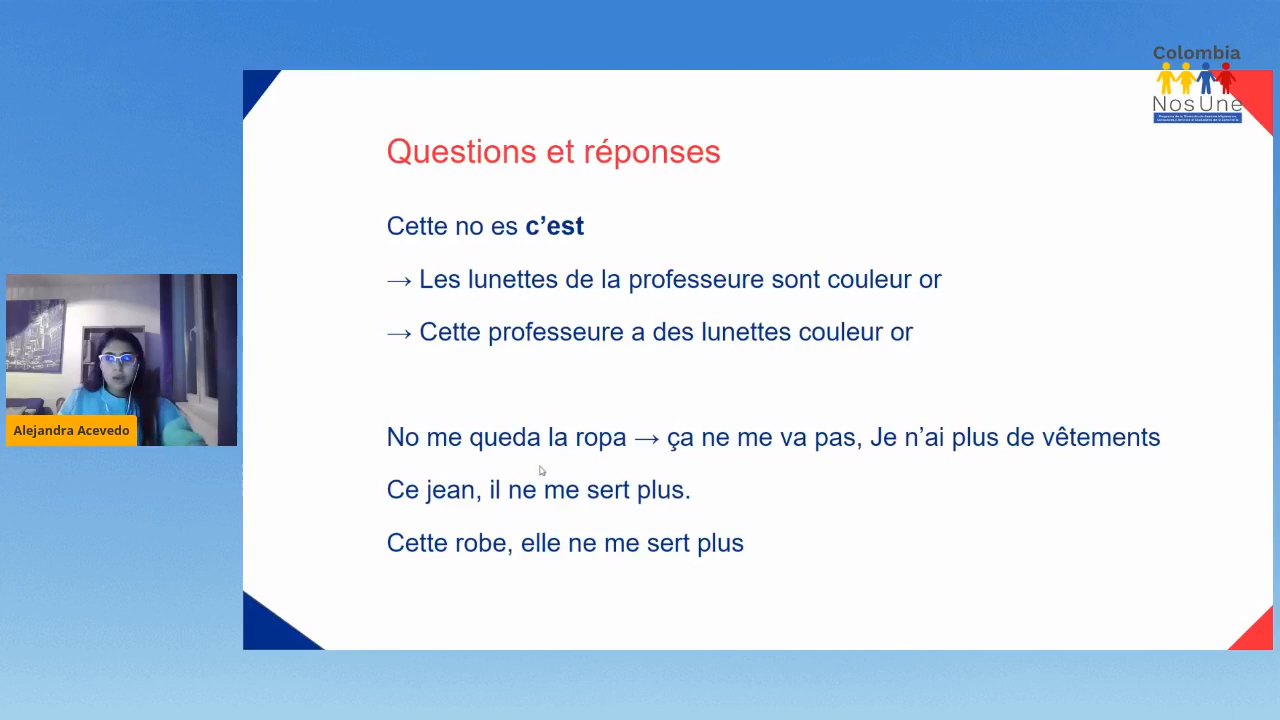 Colombia
NosUne
Questions et réponses
Cette no es c’est
→ Les lunettes de la professeure sont couleur or
→ Cette professeure a des lunettes couleur or
No me queda la ropa → ça ne me va pas, Je n’ai plus de vêtements
Ce jean, il ne me sert plus.
Cette robe, elle ne me sert plus
Alejandra Acevedo